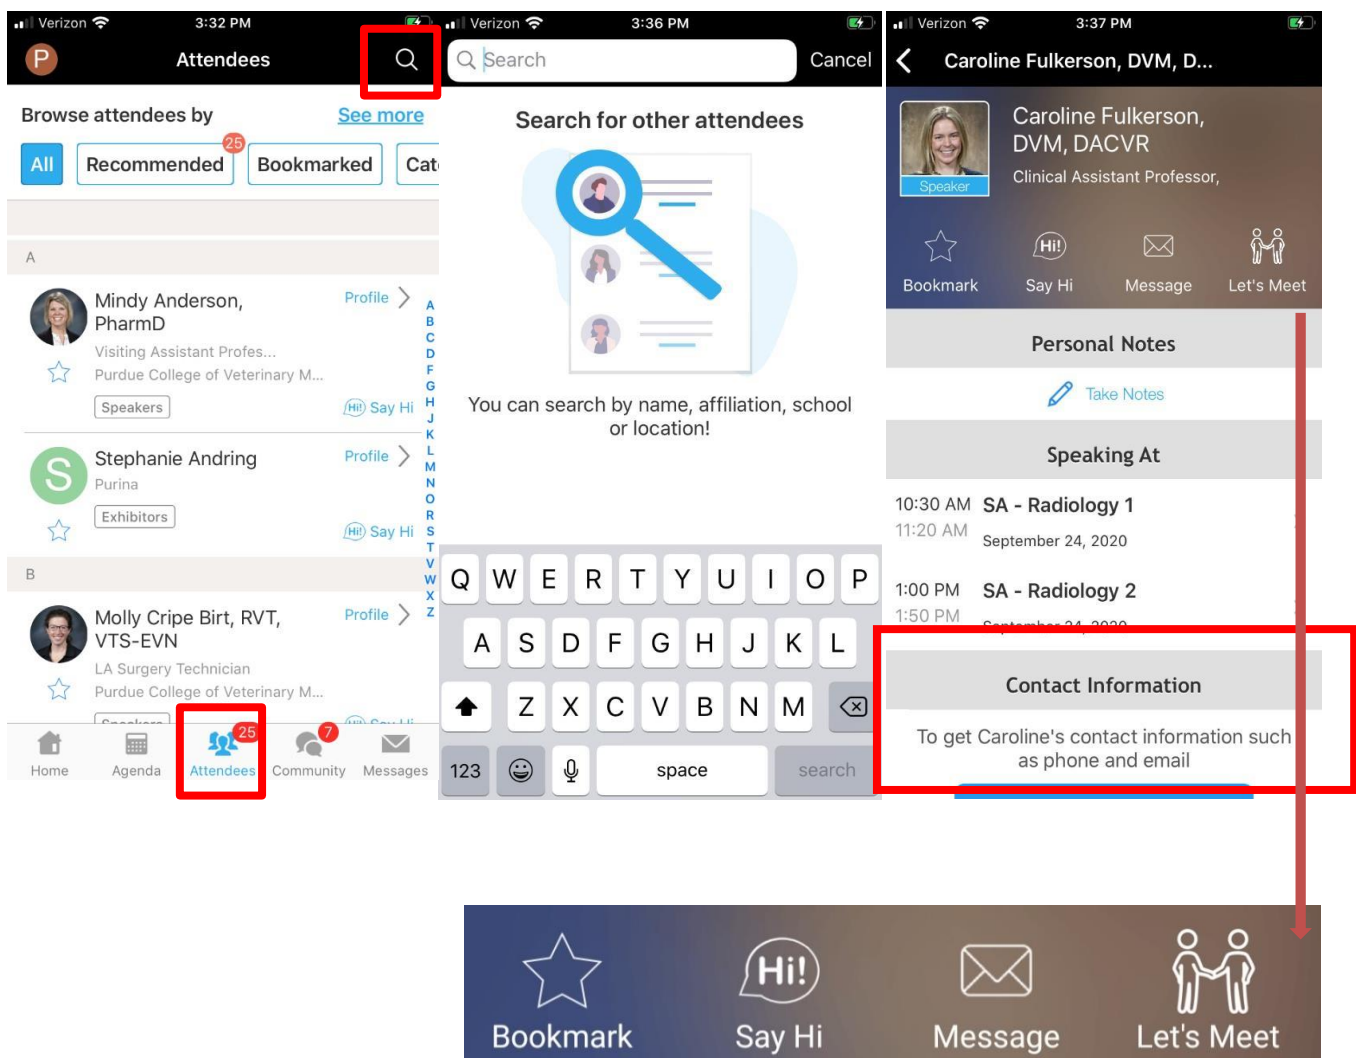 Verizon 3:32 PM
P Attendees
Browse attendees by See more
25
All Recommended Bookmarked Cat
A
Mindy Anderson, Profile
PharmD
Visiting Assistant Profes...
Purdue College of Veterinary M...
Speakers Hi! Say Hi
S Stephanie Andring Profile
Purina
Exhibitors Hi! Say Hi
B
Molly Cripe Birt, RVT, Profile
VTS-EVN
LA Surgery Technician
Purdue College of Veterinary M...
Speakers Hi! Say Hi
A
B
C
D
F
G
H
J
K
L
M
N
O
R
S
T
V
W
X
Z
25 7
Home Agenda Attendees Community Messages
Verizon 3:36 PM
Search Cancel
Search for other attendees
You can search by name, affiliation, school
or location!
Q W E R T Y U I O P
A S D F G H J K L
Z X C V B N M
123 space search
Verizon 3:37 PM
Caroline Fulkerson, DVM, D...
Caroline Fulkerson,
DVM, DACVR
Clinical Assistant Professor,
Speaker
Hi!
Bookmark Say Hi Message Let's Meet
Personal Notes
Take Notes
Speaking At
10:30 AM SA - Radiology 1
11:20 AM
September 24, 2020
1:00 PM SA - Radiology 2
1:50 PM
September 24, 2020
Contact Information
To get Caroline's contact information such
as phone and email
Hi!
Bookmark Say Hi Message Let's Meet